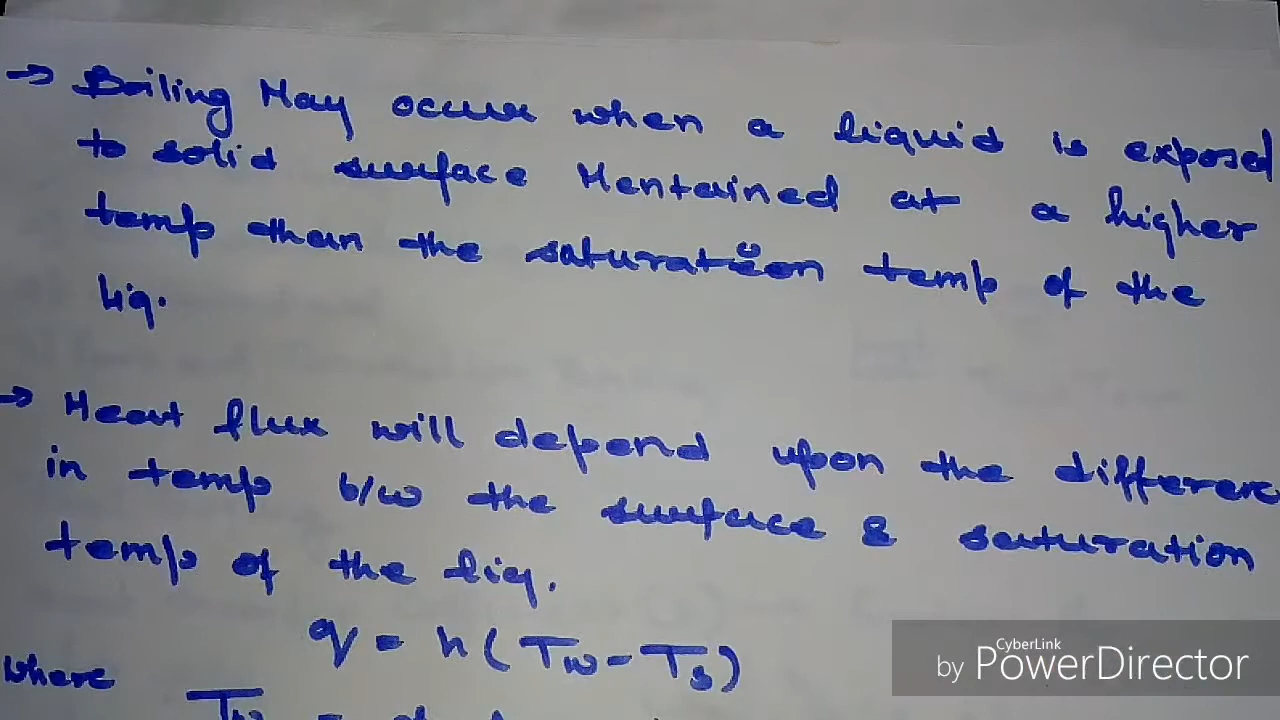 → Boiling May occur when a liquid is exposed
to solid surface Mentained at a higher
temp than the saturation temp of the
liq.
→ Heat flux will depend upon the differenc
in temp b/w the surface & saturation
temp of the liq.
q = h(Tw - Ts)
where
Tw =
CyberLink
by PowerDirector